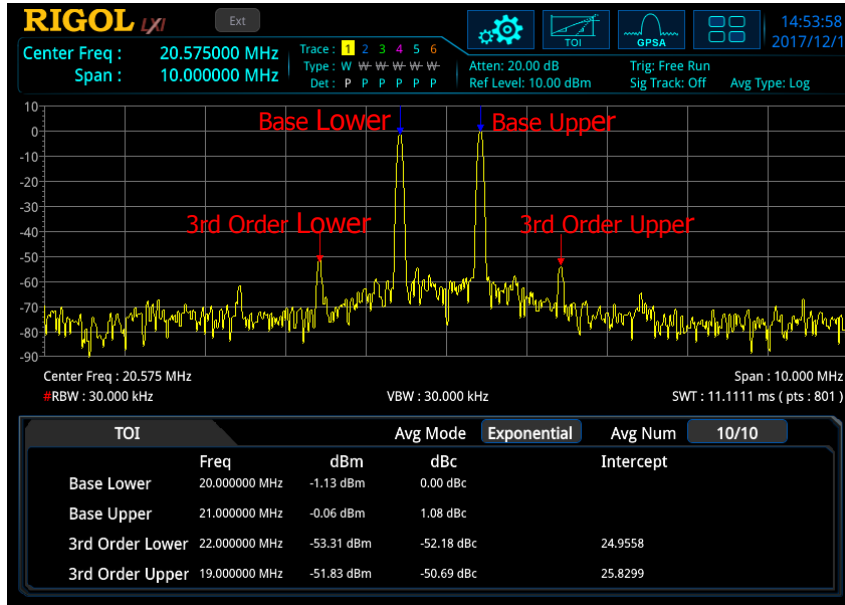 RIGOL LXI Ext 14:53:58
2017/12/1
Center Freq : 20.575000 MHz
Span : 10.000000 MHz
Trace : 1 2 3 4 5 6
Type : W W W W W W
Det : P P P P P P
TOI GPSA
Atten: 20.00 dB Trig: Free Run
Ref Level: 10.00 dBm Sig Track: Off Avg Type: Log
10
0
-10
-20
-30
-40
-50
-60
-70
-80
-90
Base Lower Base Upper
3rd Order Lower 3rd Order Upper
Center Freq : 20.575 MHz Span : 10.000 MHz
#RBW : 30.000 kHz VBW : 30.000 kHz SWT : 11.1111 ms ( pts : 801 )
TOI Avg Mode Exponential Avg Num 10/10
Freq dBm dBc Intercept
Base Lower 20.000000 MHz -1.13 dBm 0.00 dBc
Base Upper 21.000000 MHz -0.06 dBm 1.08 dBc
3rd Order Lower 22.000000 MHz -53.31 dBm -52.18 dBc 24.9558
3rd Order Upper 19.000000 MHz -51.83 dBm -50.69 dBc 25.8299